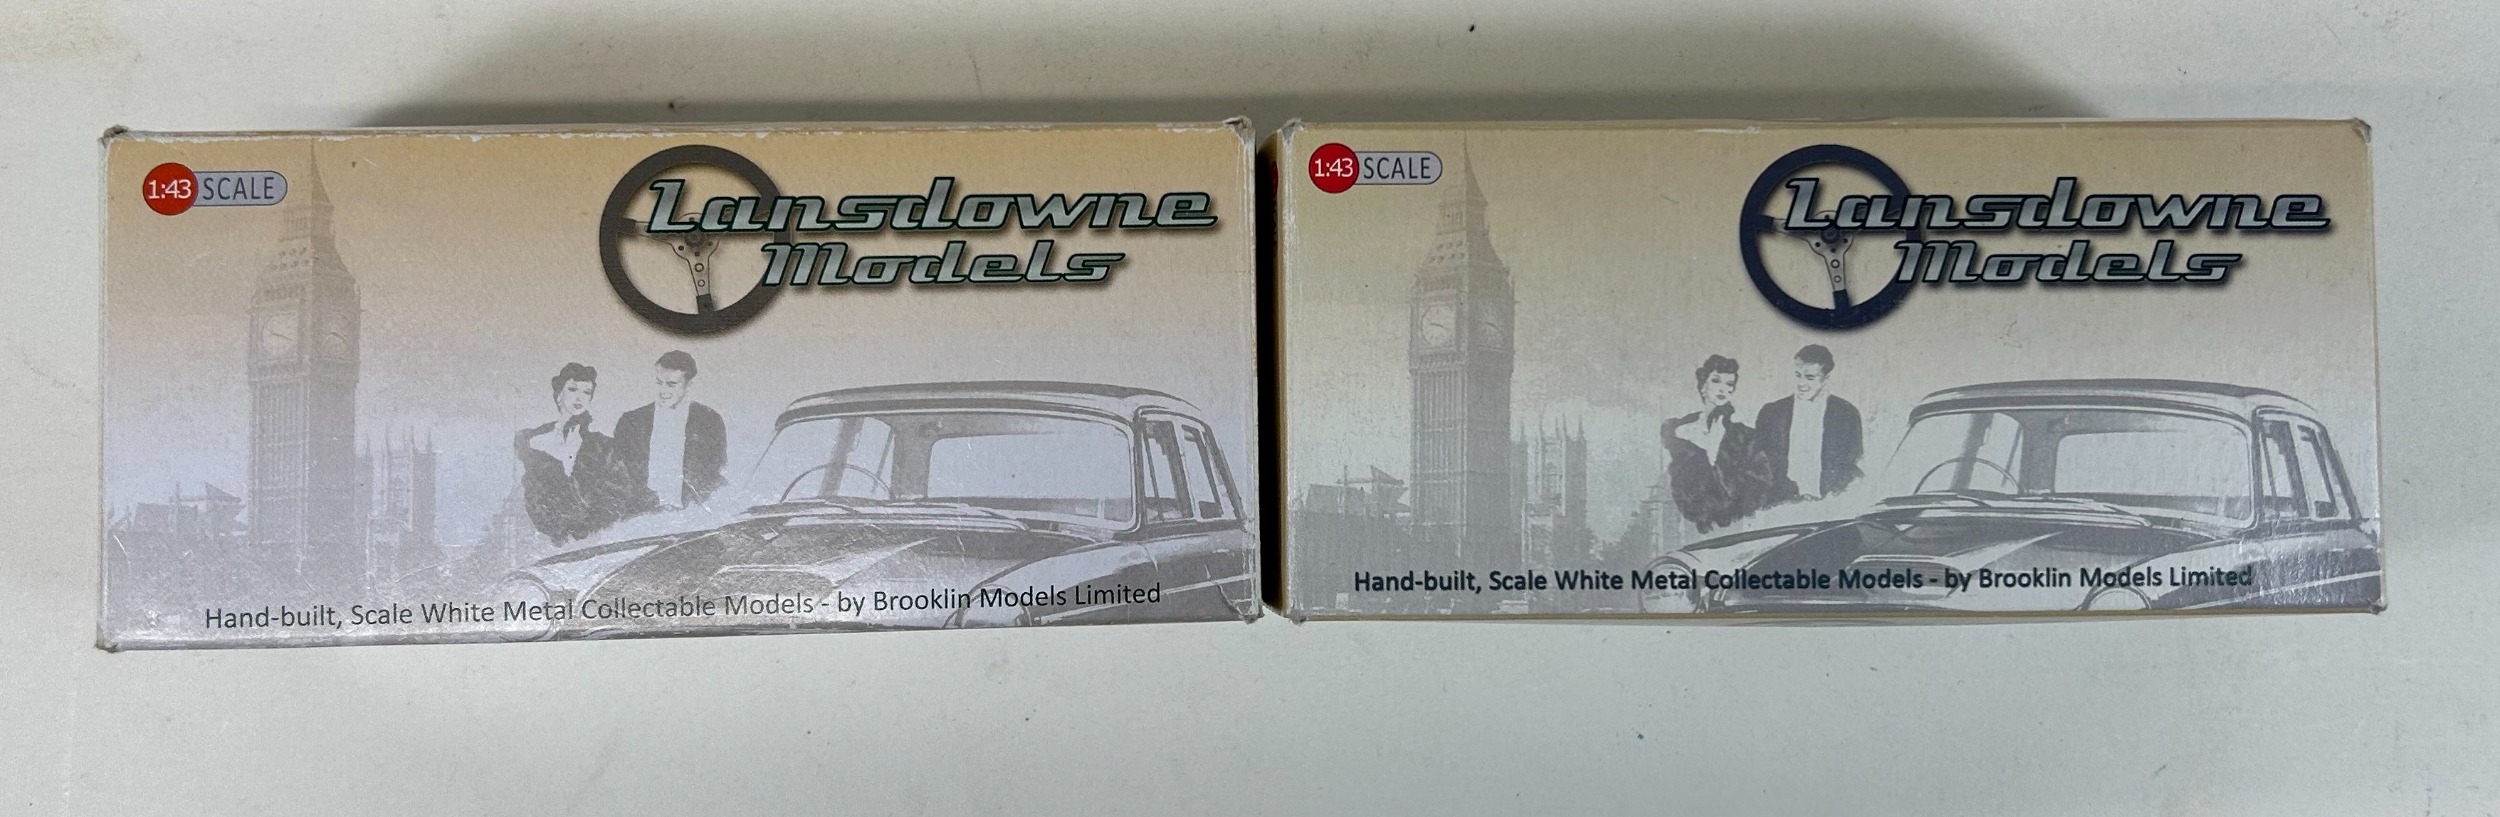 1:43 SCALE
Lansdowne
Models
Hand-built, Scale White Metal Collectable Models - by Brooklin Models Limited
1:43 SCALE
Lansdowne
Models
Hand-built, Scale White Metal Collectable Models - by Brooklin Models Limited